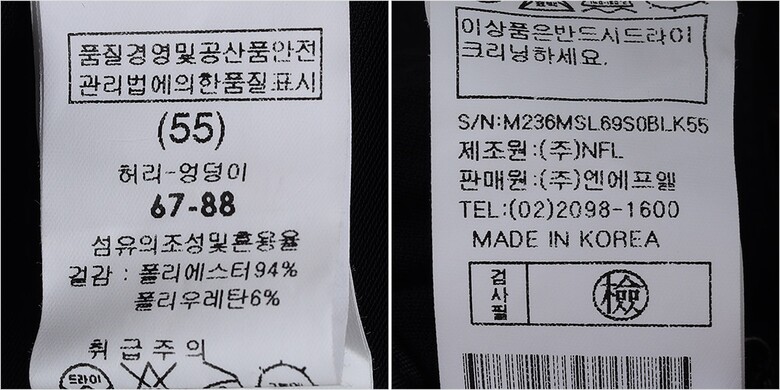 품질경영및공산품안전
관리법에의한품질표시
(55)
허리-엉덩이
67-88
섬유의조성및혼용율
겉감 : 폴리에스터94%
폴리우레탄6%
취급주의
드라이
이상품은반드시드라이
크리닝하세요.
S/N:M236MSL69S0BLK55
제조원:(주)NFL
판매원:(주)엔에프엘
TEL:(02)2098-1600
MADE IN KOREA
검사필
檢